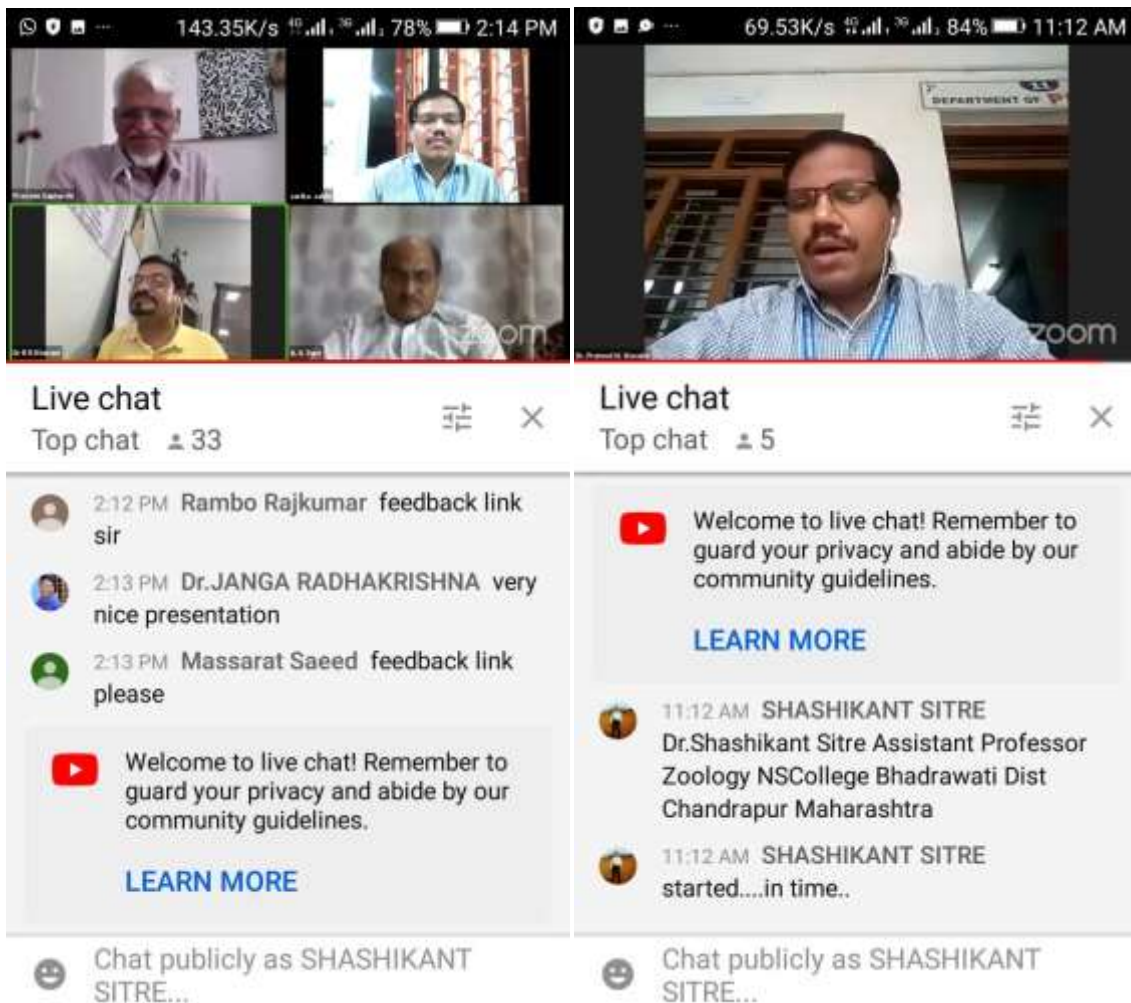 143.35K/s 4G 3G 78% 2:14 PM
zoom
Live chat
Top chat 33
2:12 PM Rambo Rajkumar feedback link
sir
2:13 PM Dr.JANGA RADHAKRISHNA very
nice presentation
2:13 PM Massarat Saeed feedback link
please
Welcome to live chat! Remember to
guard your privacy and abide by our
community guidelines.
LEARN MORE
Chat publicly as SHASHIKANT
SITRE...
69.53K/s 4G 3G 84% 11:12 AM
11
DEPARTMENT OF
zoom
Live chat
Top chat 5
Welcome to live chat! Remember to
guard your privacy and abide by our
community guidelines.
LEARN MORE
11:12 AM SHASHIKANT SITRE
Dr.Shashikant Sitre Assistant Professor
Zoology NSCollege Bhadrawati Dist
Chandrapur Maharashtra
11:12 AM SHASHIKANT SITRE
started....in time..
Chat publicly as SHASHIKANT
SITRE...